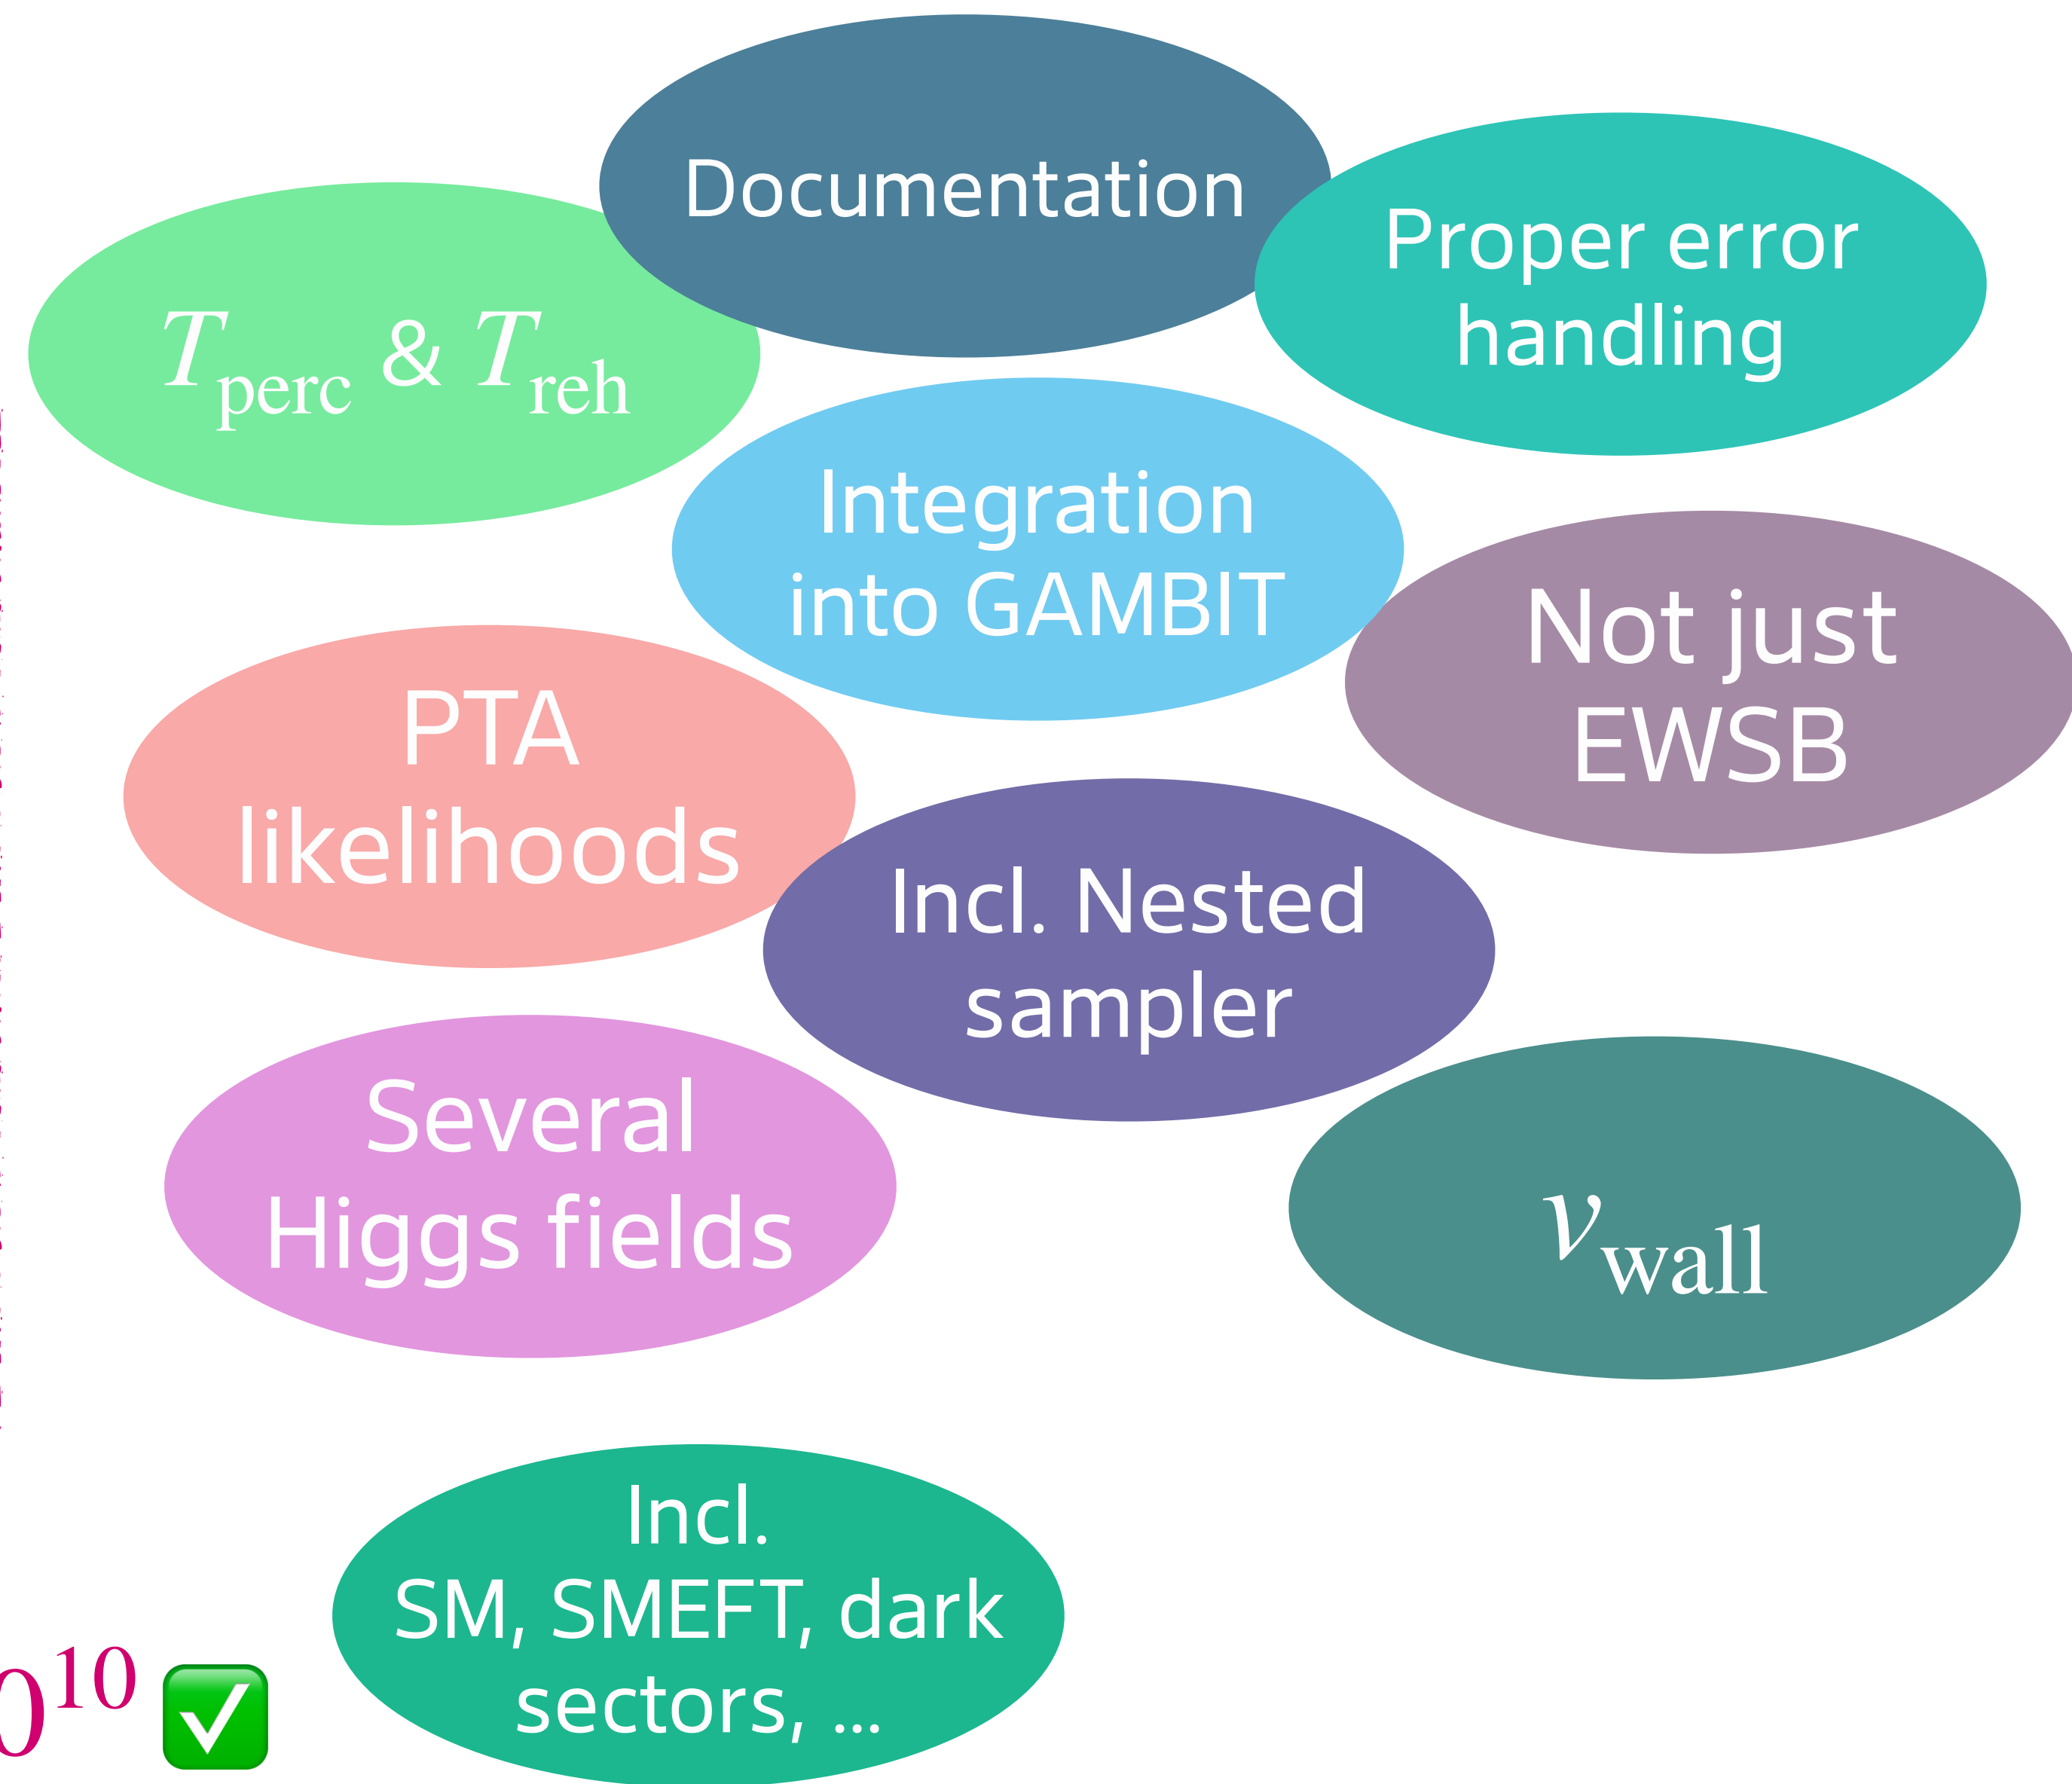 Documentation
Proper error
handling
T_perc & T_reh
Integration
into GAMBIT
Not just
EWSB
PTA
likelihoods
Incl. Nested
sampler
Several
Higgs fields
v_wall
Incl.
SM, SMEFT, dark
sectors, ...
0^10 ✅